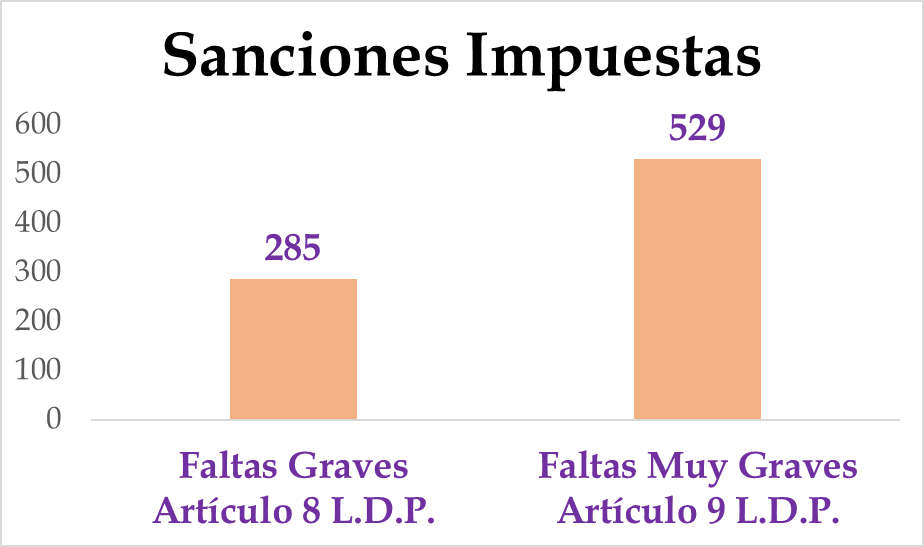 Sanciones Impuestas
600
500
400
300
200
100
0
285
529
Faltas Graves
Artículo 8 L.D.P.
Faltas Muy Graves
Artículo 9 L.D.P.